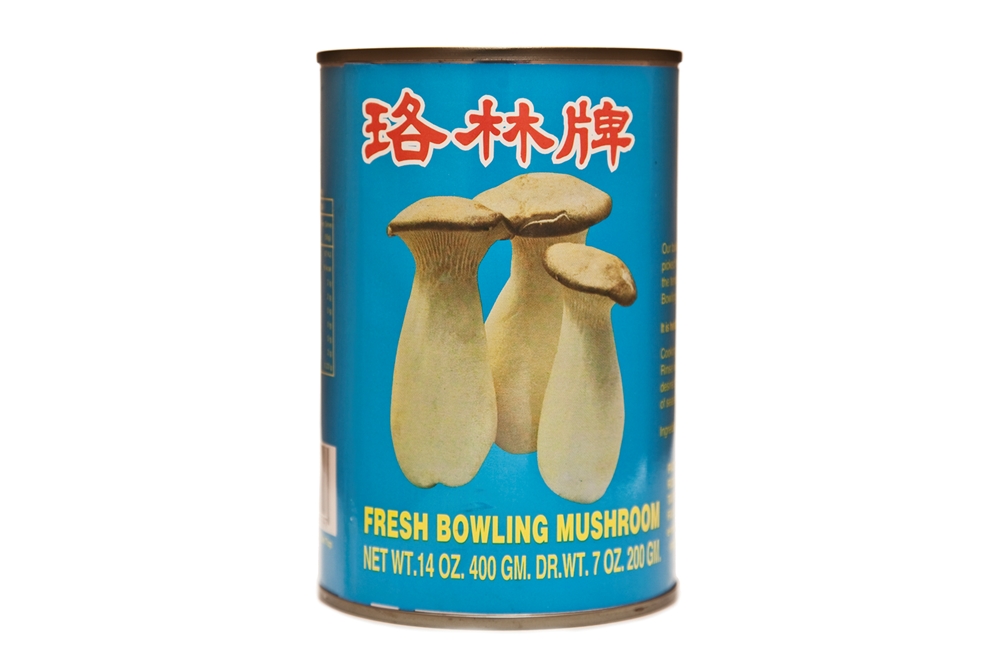 珞林牌
FRESH BOWLING MUSHROOM
NET WT.14 OZ. 400 GM. DR.WT. 7 OZ. 200 GM.